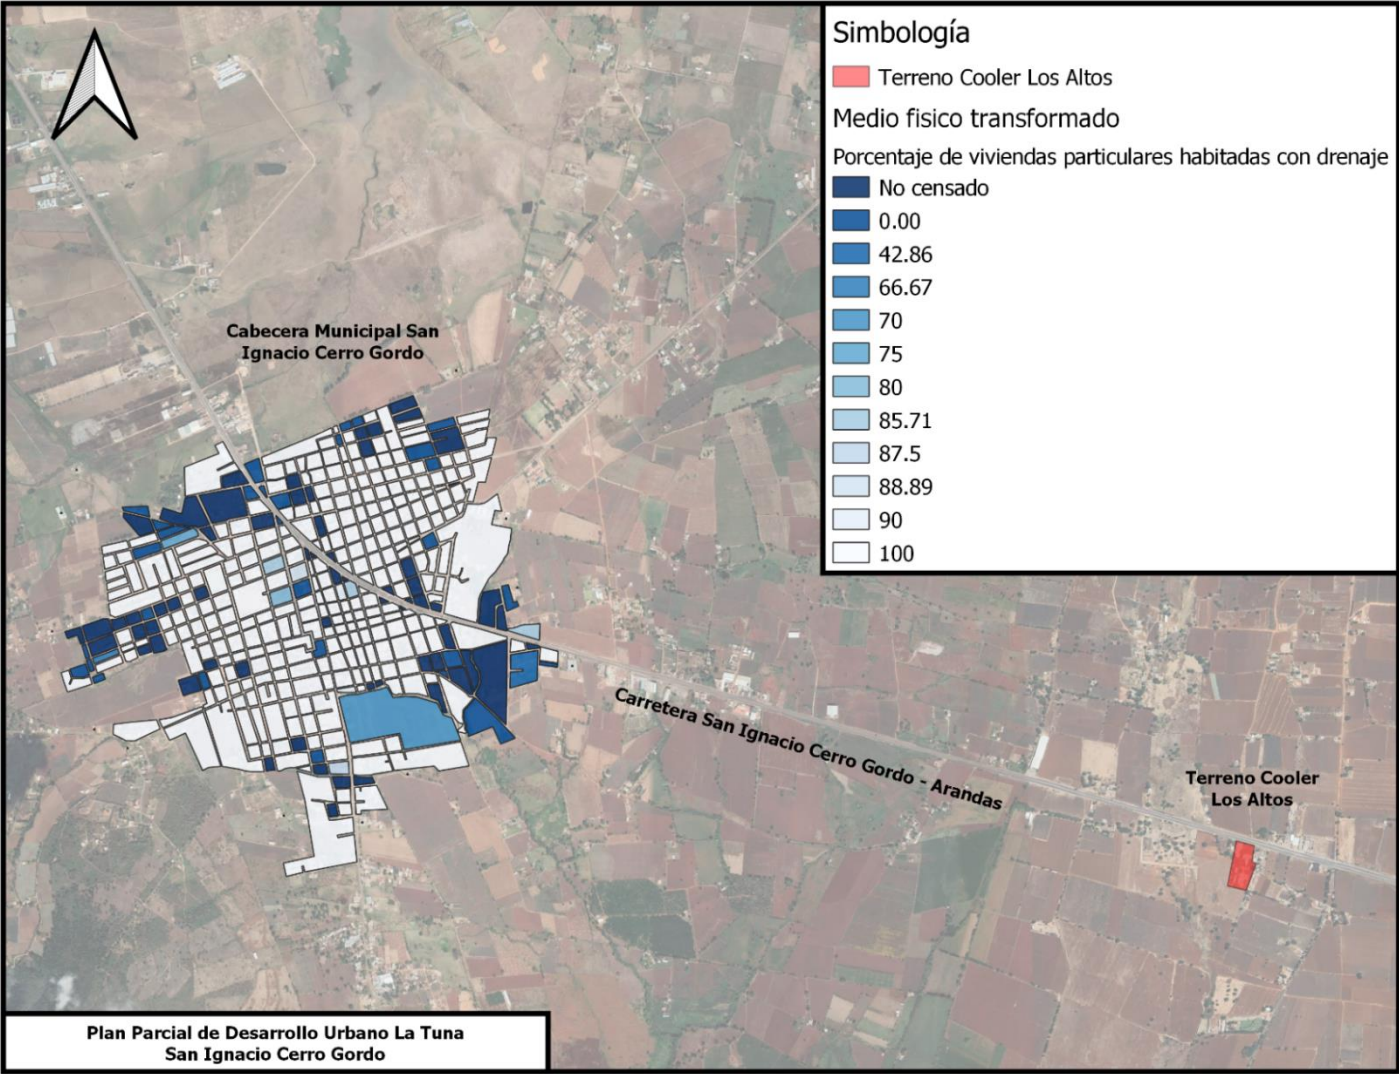 Simbología
Terreno Cooler Los Altos
Medio fisico transformado
Porcentaje de viviendas particulares habitadas con drenaje
No censado
0.00
42.86
66.67
70
75
80
85.71
87.5
88.89
90
100
Cabecera Municipal San
Ignacio Cerro Gordo
Carretera San Ignacio Cerro Gordo - Arandas
Terreno Cooler
Los Altos
Plan Parcial de Desarrollo Urbano La Tuna
San Ignacio Cerro Gordo